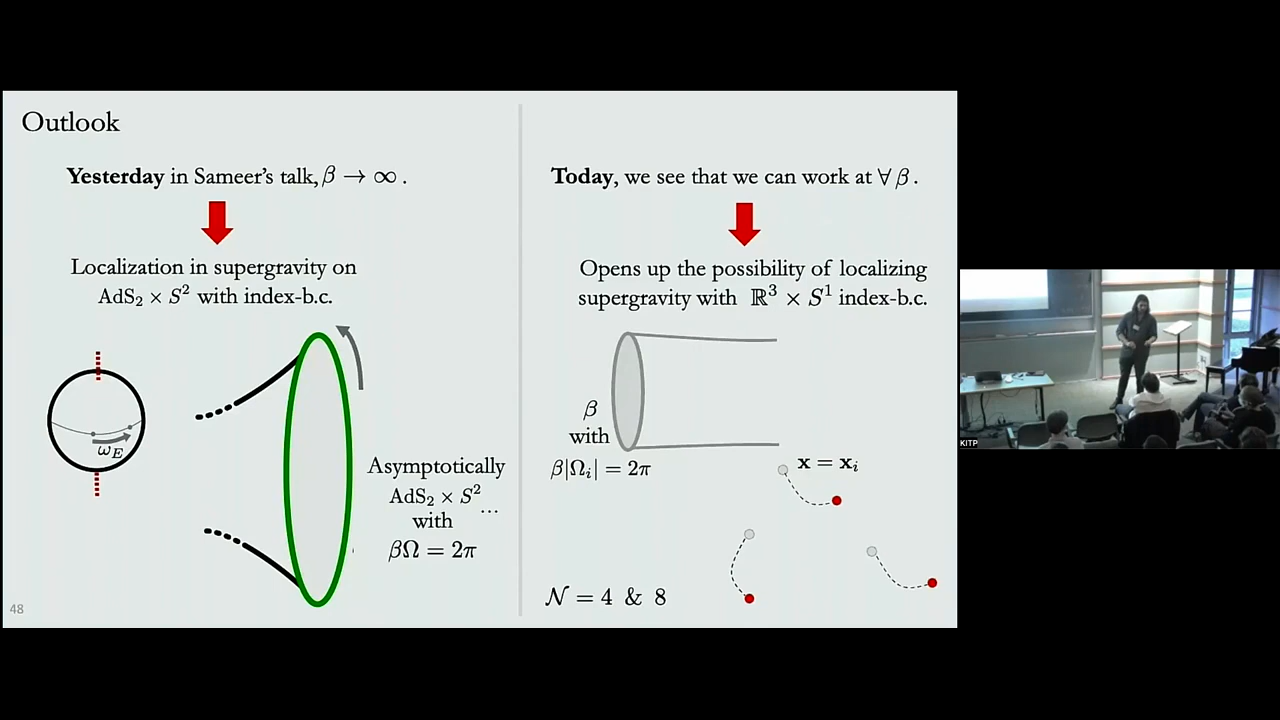 Outlook
Yesterday in Sameer's talk, β → ∞ .
Localization in supergravity on
AdS₂ × S² with index-b.c.
ω_E
Asymptotically
AdS₂ × S²
...
with
βΩ = 2π
48
Today, we see that we can work at ∀ β .
Opens up the possibility of localizing
supergravity with ℝ³ × S¹ index-b.c.
β
with
β|Ω_i| = 2π
x = x_i
𝒩 = 4 & 8
KITP